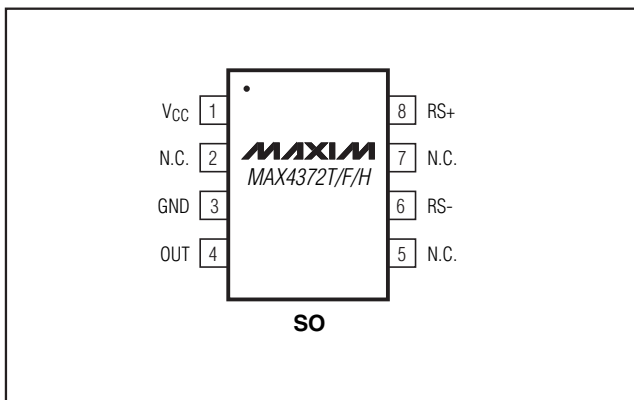 VCC 1 8 RS+
N.C. 2 MAXIM 7 N.C.
MAX4372T/F/H
GND 3 6 RS-
OUT 4 5 N.C.
SO